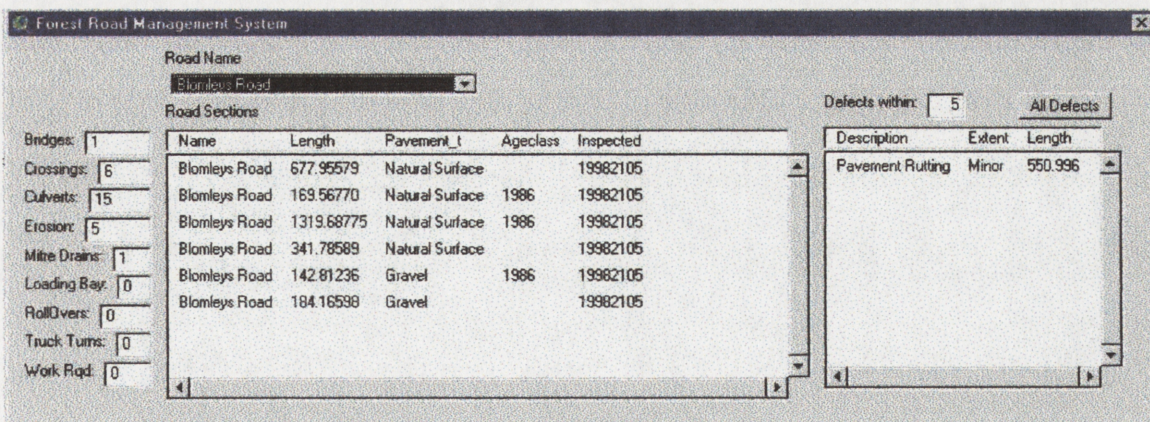 Forest Road Management System
Road Name
Blomleys Road
Road Sections
Bridges: 1
Crossings: 6
Culverts: 15
Erosion: 5
Mitre Drains: 1
Loading Bay: 0
RollOvers: 0
Truck Turns: 0
Work Rqd: 0
Name Length Pavement_t Ageclass Inspected
Blomleys Road 677.95579 Natural Surface 19982105
Blomleys Road 169.56770 Natural Surface 1986 19982105
Blomleys Road 1319.68775 Natural Surface 1986 19982105
Blomleys Road 341.78589 Natural Surface 19982105
Blomleys Road 142.81236 Gravel 1986 19982105
Blomleys Road 184.16598 Gravel 19982105
Defects within: 5 All Defects
Description Extent Length
Pavement Rutting Minor 550.996